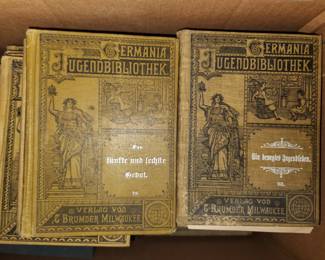 GERMANIA
JUGENDBIBLIOTHEK.
Das
fünfte und sechste
Gebot.
VERLAG VON
G. BRUMDER MILWAUKEE.
GERMANIA
JUGENDBIBLIOTHEK.
Ein bewegtes Jugendleben.
VERLAG VON
G. BRUMDER MILWAUKEE.